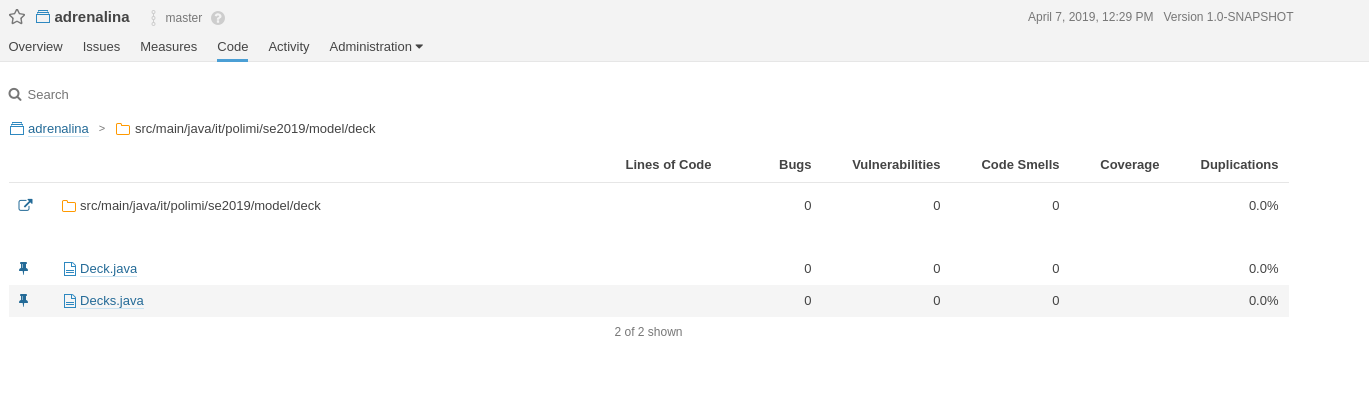 adrenalina master ? April 7, 2019, 12:29 PM Version 1.0-SNAPSHOT
Overview Issues Measures Code Activity Administration
Search
adrenalina > src/main/java/it/polimi/se2019/model/deck
Lines of Code Bugs Vulnerabilities Code Smells Coverage Duplications
src/main/java/it/polimi/se2019/model/deck 0 0 0 0.0%
Deck.java 0 0 0 0.0%
Decks.java 0 0 0 0.0%
2 of 2 shown